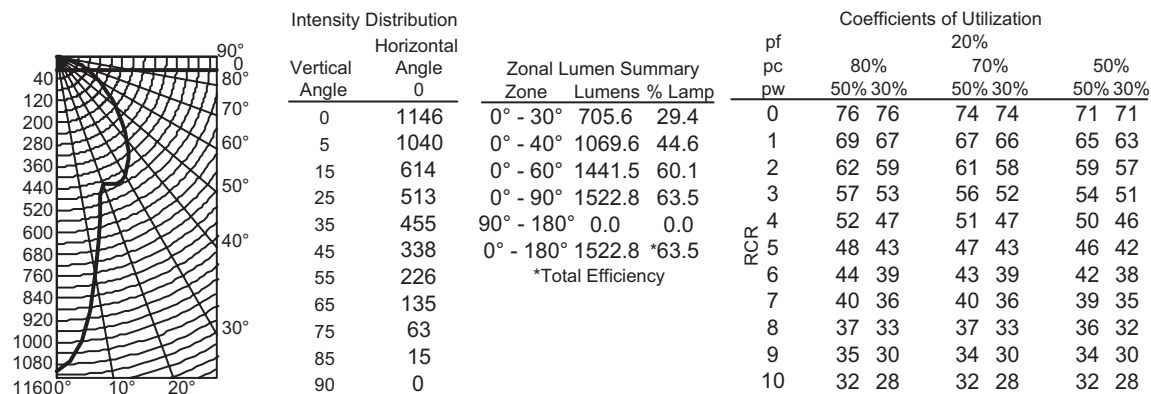 90°
0
80°
70°
60°
50°
40°
30°
40
120
200
280
360
440
520
600
680
760
840
920
1000
1080
1160 0° 10° 20°
Intensity Distribution
Horizontal
Vertical Angle
Angle 0
0 1146
5 1040
15 614
25 513
35 455
45 338
55 226
65 135
75 63
85 15
90 0
Zonal Lumen Summary
Zone Lumens % Lamp
0° - 30° 705.6 29.4
0° - 40° 1069.6 44.6
0° - 60° 1441.5 60.1
0° - 90° 1522.8 63.5
90° - 180° 0.0 0.0
0° - 180° 1522.8 *63.5
*Total Efficiency
Coefficients of Utilization
pf 20%
pc 80% 70% 50%
pw 50% 30% 50% 30% 50% 30%
RCR
0 76 76 74 74 71 71
1 69 67 67 66 65 63
2 62 59 61 58 59 57
3 57 53 56 52 54 51
4 52 47 51 47 50 46
5 48 43 47 43 46 42
6 44 39 43 39 42 38
7 40 36 40 36 39 35
8 37 33 37 33 36 32
9 35 30 34 30 34 30
10 32 28 32 28 32 28